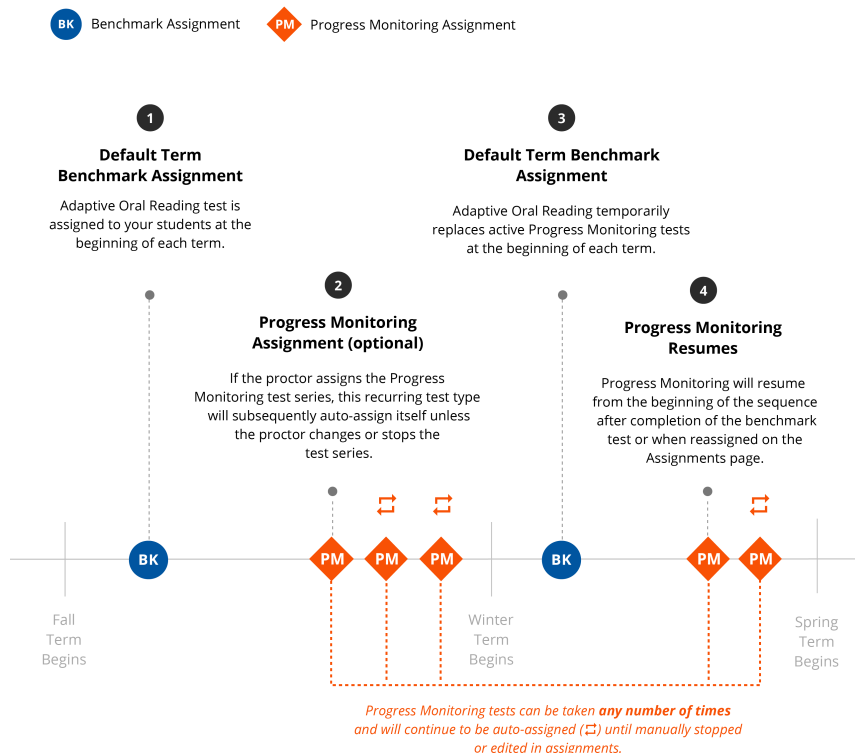 BK Benchmark Assignment PM Progress Monitoring Assignment
1
Default Term
Benchmark Assignment
Adaptive Oral Reading test is
assigned to your students at the
beginning of each term.
2
Progress Monitoring
Assignment (optional)
If the proctor assigns the Progress
Monitoring test series, this recurring test type
will subsequently auto-assign itself unless
the proctor changes or stops the
test series.
3
Default Term Benchmark
Assignment
Adaptive Oral Reading temporarily
replaces active Progress Monitoring tests
at the beginning of each term.
4
Progress Monitoring
Resumes
Progress Monitoring will resume
from the beginning of the sequence
after completion of the benchmark
test or when reassigned on the
Assignments page.
BK PM PM PM BK PM PM
Fall
Term
Begins
Winter
Term
Begins
Spring
Term
Begins
Progress Monitoring tests can be taken any number of times
and will continue to be auto-assigned () until manually stopped
or edited in assignments.